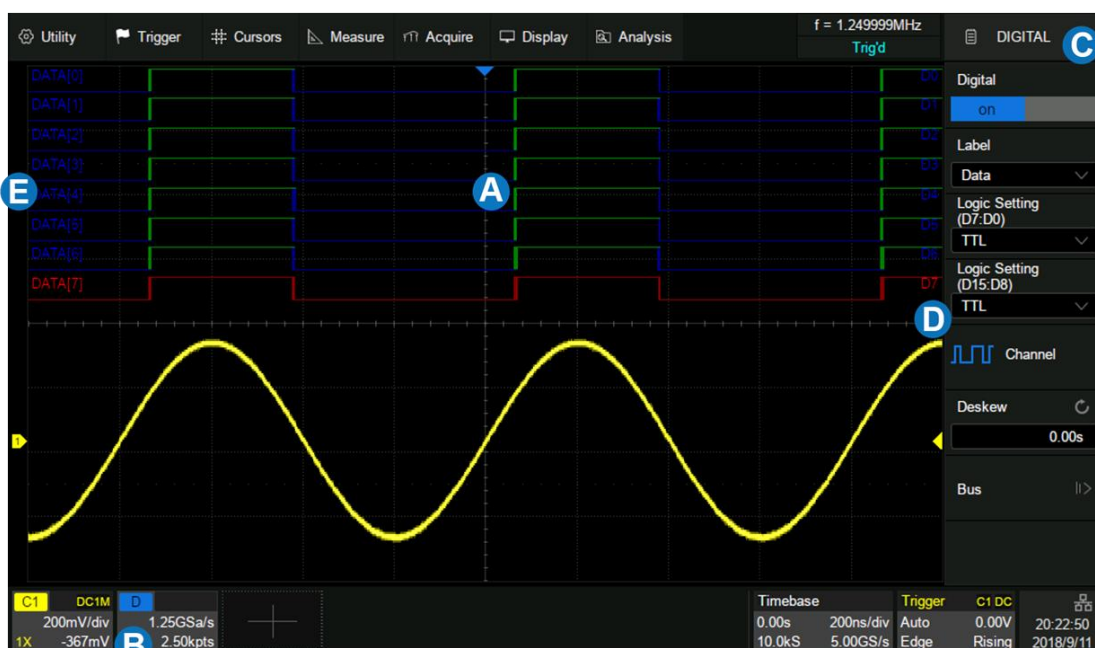 Utility Trigger Cursors Measure Acquire Display Analysis
f = 1.249999MHz
Trig'd
DIGITAL
C
Digital
on
Label
Data
Logic Setting
(D7:D0)
TTL
Logic Setting
(D15:D8)
TTL
Channel
Deskew
0.00s
Bus
DATA[0] D0
DATA[1] D1
DATA[2] D2
DATA[3] D3
E DATA[4] A D4
DATA[5] D5
DATA[6] D6
DATA[7] D7
D
1
C1 DC1M
200mV/div
1X -367mV
D
1.25GSa/s
B 2.50kpts
Timebase
0.00s 200ns/div
10.0kS 5.00GS/s
Trigger C1 DC
Auto 0.00V
Edge Rising
20:22:50
2018/9/11